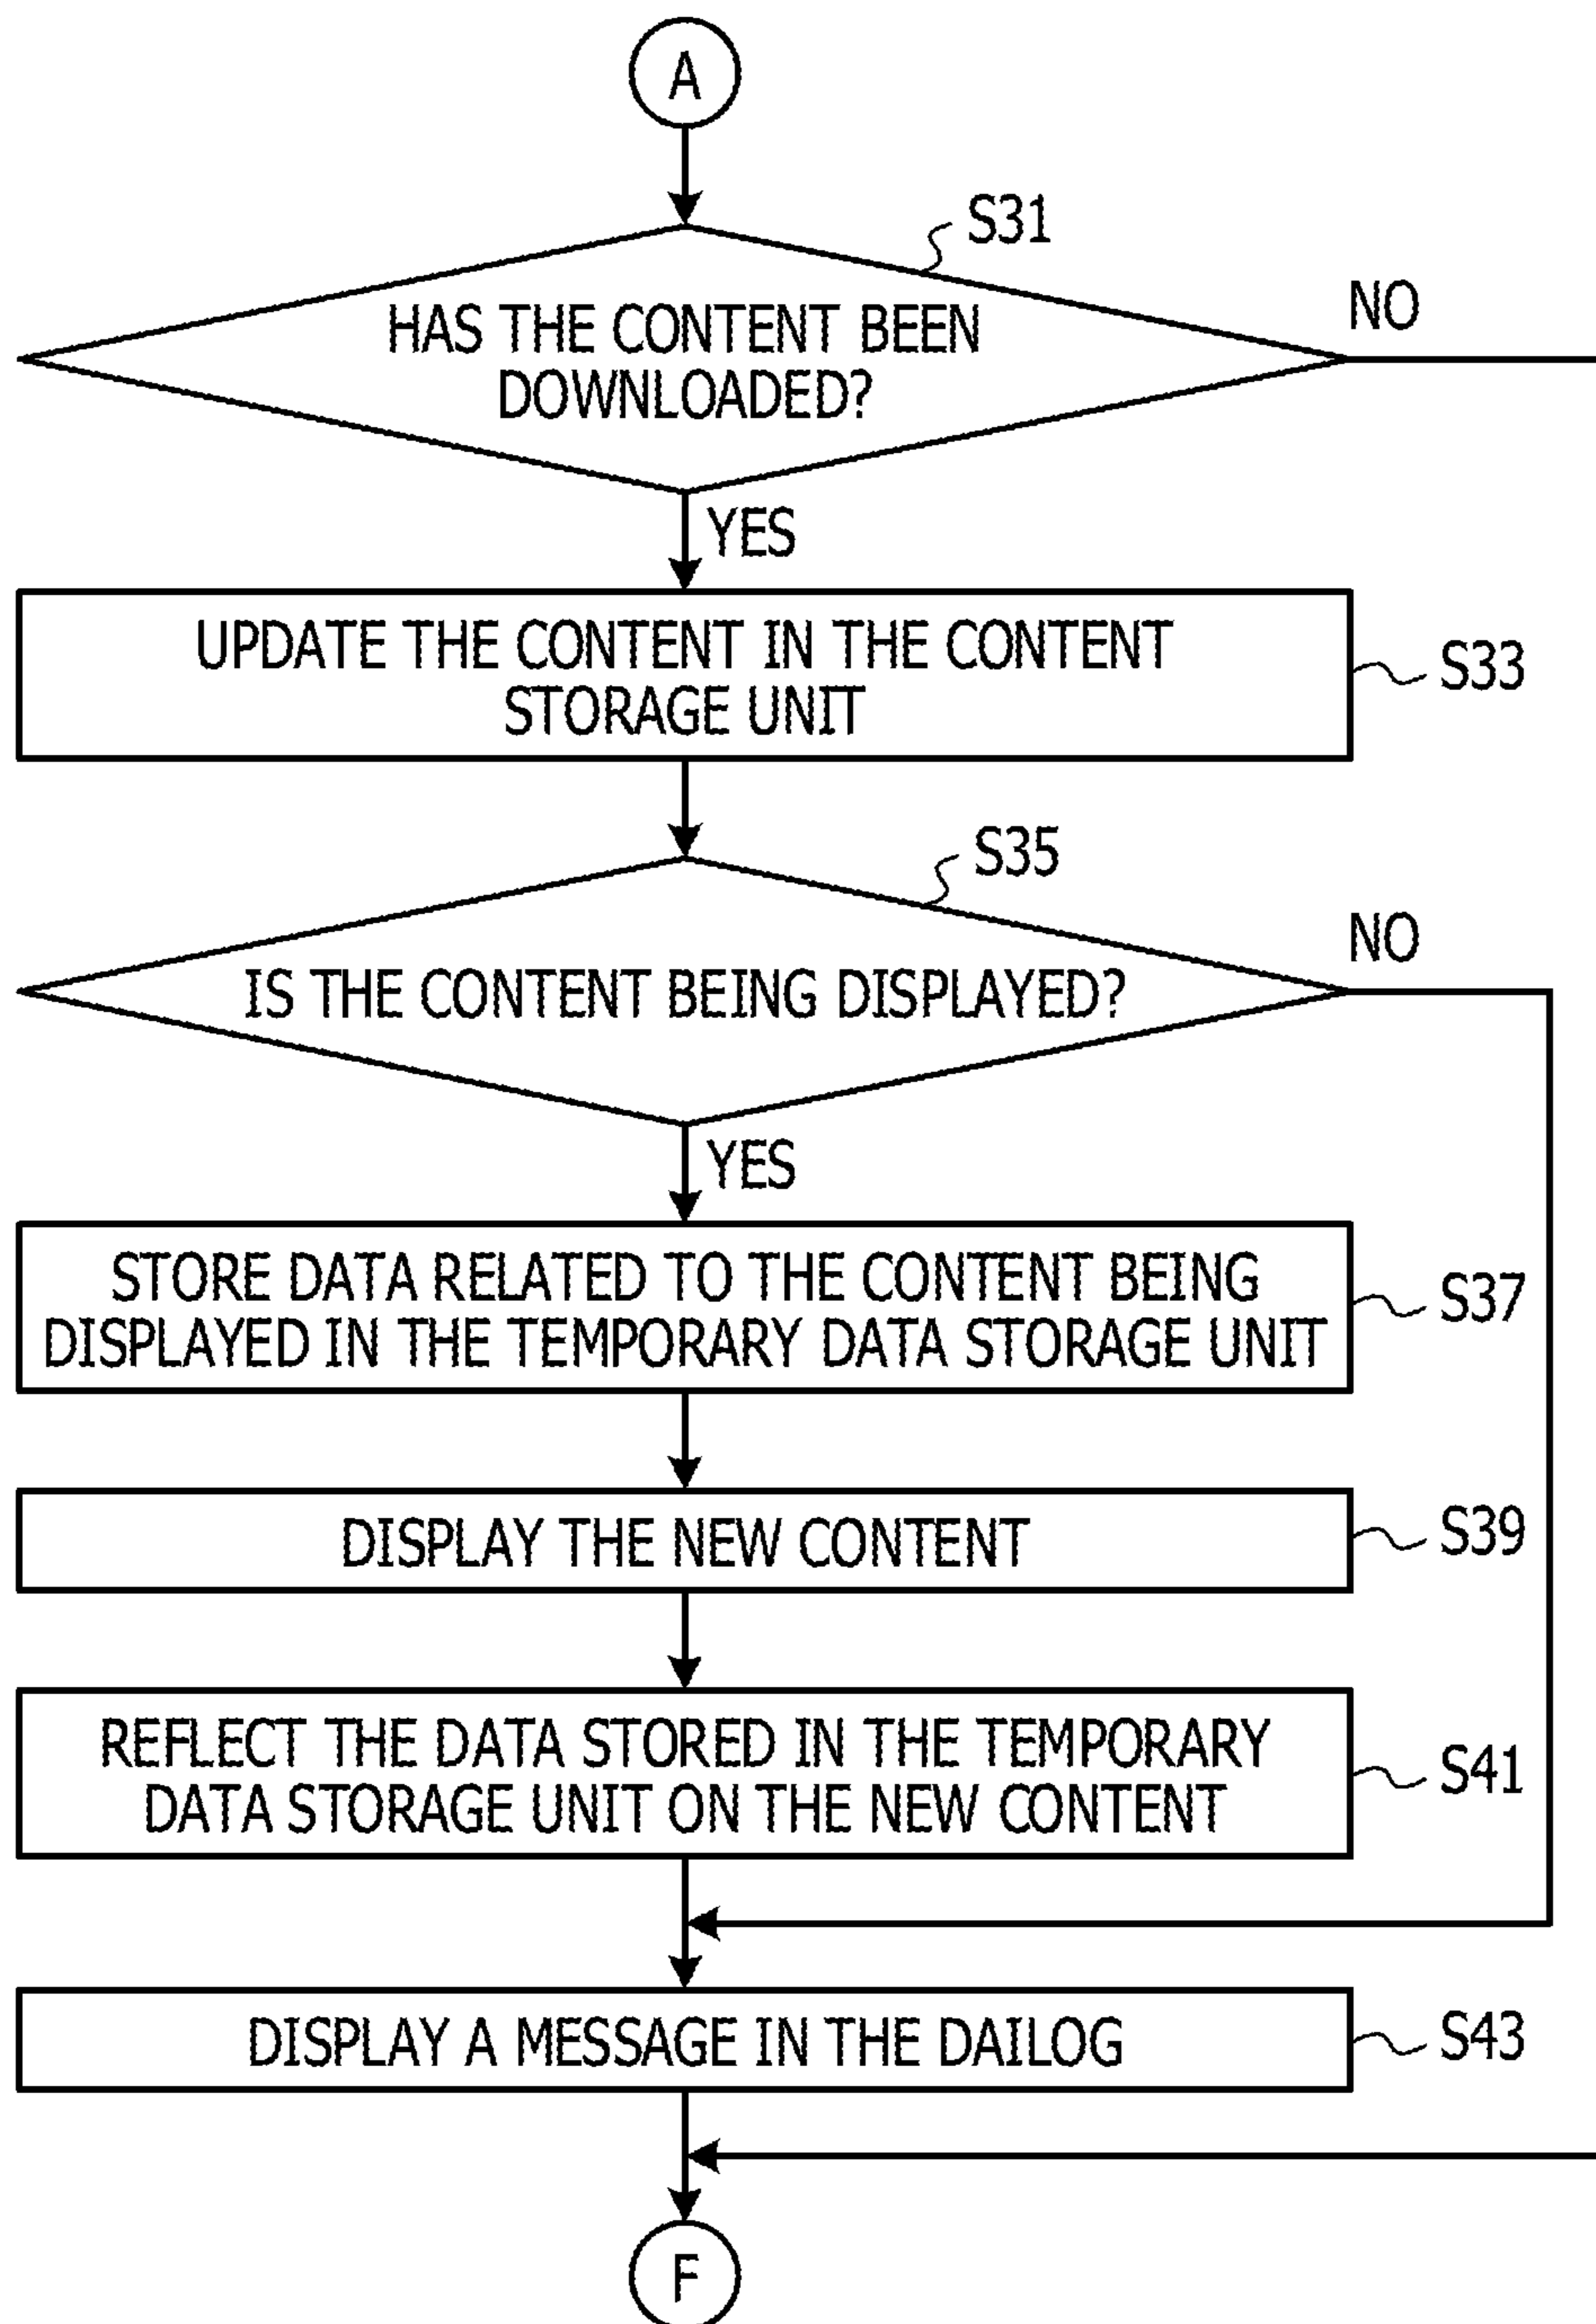 A
S31
HAS THE CONTENT BEEN
DOWNLOADED?
NO
YES
UPDATE THE CONTENT IN THE CONTENT
STORAGE UNIT
S33
S35
IS THE CONTENT BEING DISPLAYED?
NO
YES
STORE DATA RELATED TO THE CONTENT BEING
DISPLAYED IN THE TEMPORARY DATA STORAGE UNIT
S37
DISPLAY THE NEW CONTENT
S39
REFLECT THE DATA STORED IN THE TEMPORARY
DATA STORAGE UNIT ON THE NEW CONTENT
S41
DISPLAY A MESSAGE IN THE DAILOG
S43
F